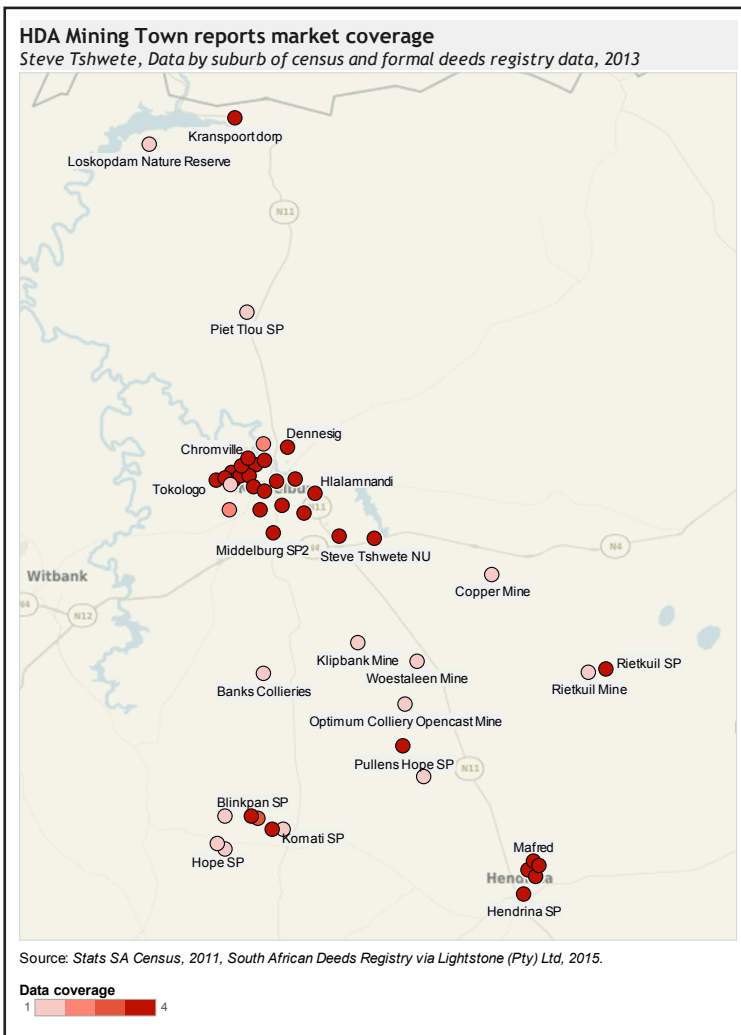 HDA Mining Town reports market coverage
Steve Tshwete, Data by suburb of census and formal deeds registry data, 2013
Kranspoortdorp
Loskopdam Nature Reserve
N11
Piet Tlou SP
Dennesig
Chromville
Tokologo
Hlalamnandi
N11
Middelburg SP2
Steve Tshwete NU
N4
Witbank
Copper Mine
N4
N12
Klipbank Mine
Woestaleen Mine
Rietkuil SP
Banks Collieries
Rietkuil Mine
Optimum Colliery Opencast Mine
Pullens Hope SP
N11
Blinkpan SP
Komati SP
Hope SP
Mafred
Hendrina SP
Source: Stats SA Census, 2011, South African Deeds Registry via Lightstone (Pty) Ltd, 2015.
Data coverage
1 4